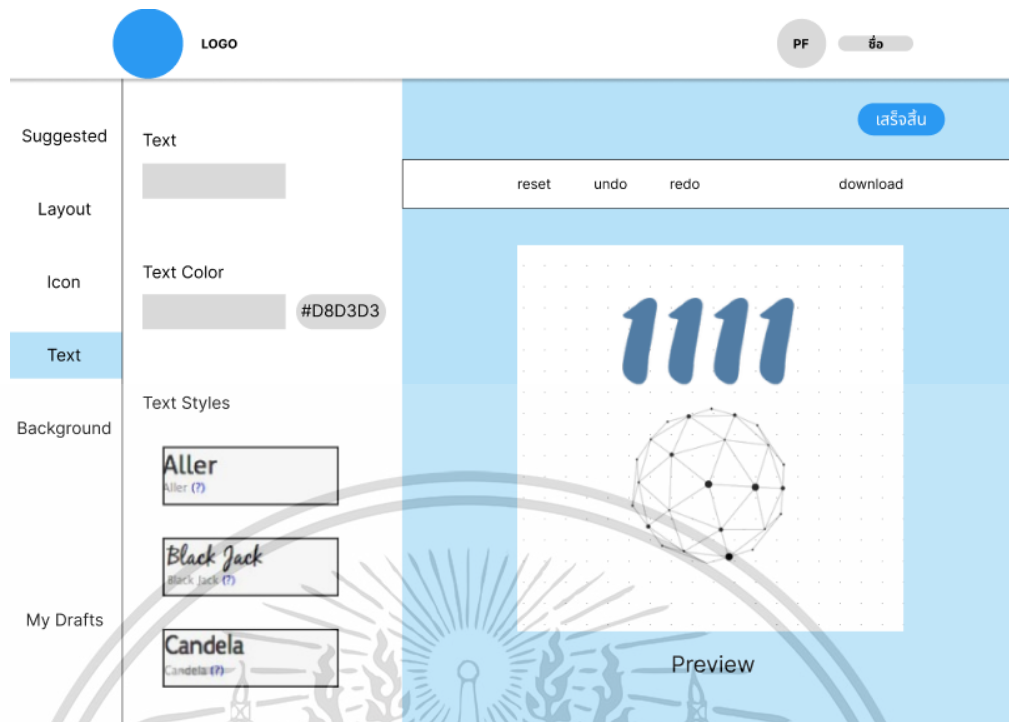 LOGO
PF
ชื่อ
เสร็จสิ้น
reset undo redo download
Suggested
Layout
Icon
Text
Background
My Drafts
Text
Text Color
#D8D3D3
Text Styles
Aller
Aller (?)
Black Jack
Black Jack (?)
Candela
Candela (?)
1111
Preview